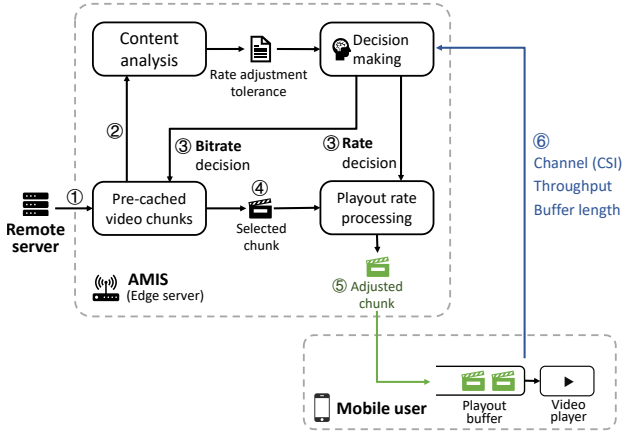 Content
analysis
Rate adjustment
tolerance
Decision
making
②
③ Bitrate
decision
③ Rate
decision
⑥
Channel (CSI)
Throughput
Buffer length
①
Remote
server
Pre-cached
video chunks
④
Selected
chunk
Playout rate
processing
AMIS
(Edge server)
⑤ Adjusted
chunk
Mobile user
Playout
buffer
Video
player